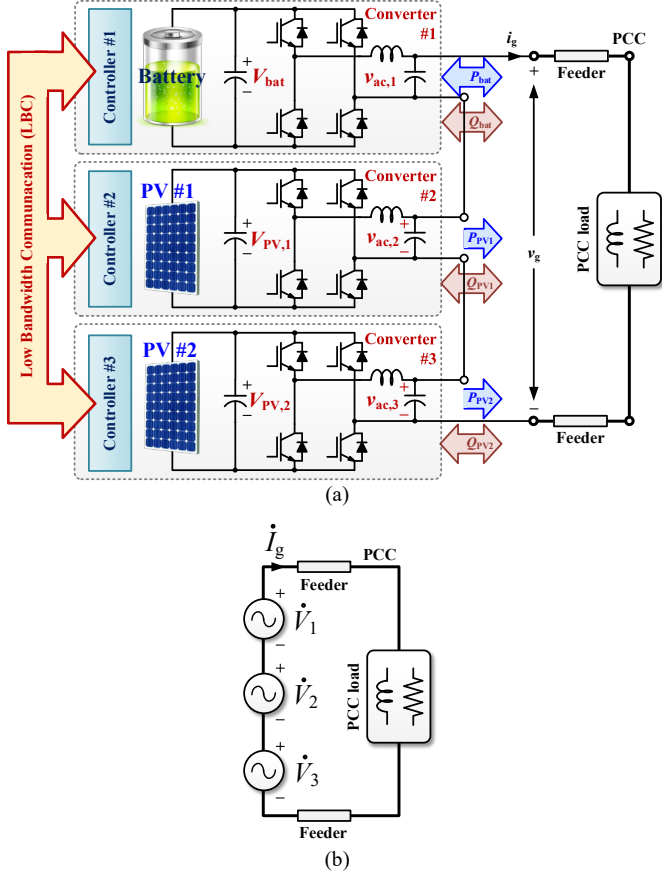 Low Bandwidth Communacation (LBC)
Controller #1
Battery
+
V_bat
−
Converter
#1
v_ac,1
+
−
i_g
P_bat
Q_bat
Feeder
PCC
Controller #2
PV #1
+
V_PV,1
−
Converter
#2
+
v_ac,2
−
P_PV1
Q_PV1
+
v_g
−
PCC load
Controller #3
PV #2
+
V_PV,2
−
Converter
#3
+
v_ac,3
−
P_PV2
Q_PV2
Feeder
(a)
İ_g
PCC
Feeder
+
V̇_1
−
+
V̇_2
−
+
V̇_3
−
PCC load
Feeder
(b)